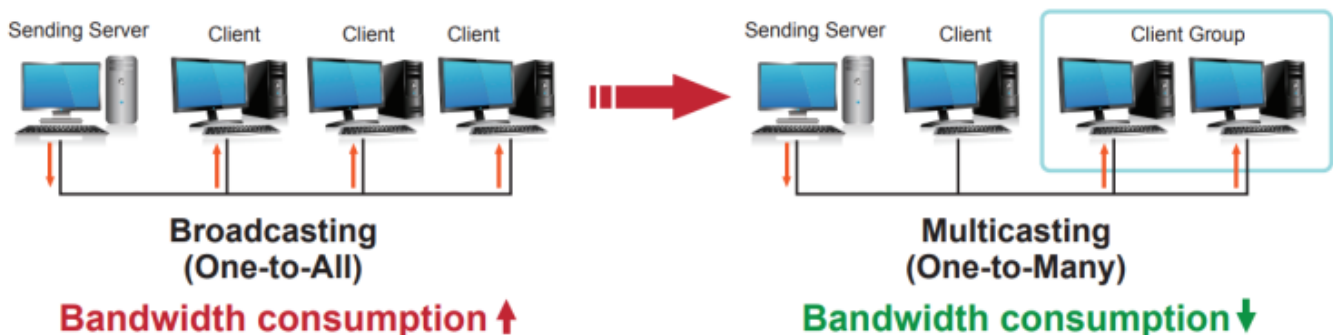 Sending Server
Client
Client
Client
Sending Server
Client
Client Group
Broadcasting
(One-to-All)
Bandwidth consumption
Multicasting
(One-to-Many)
Bandwidth consumption